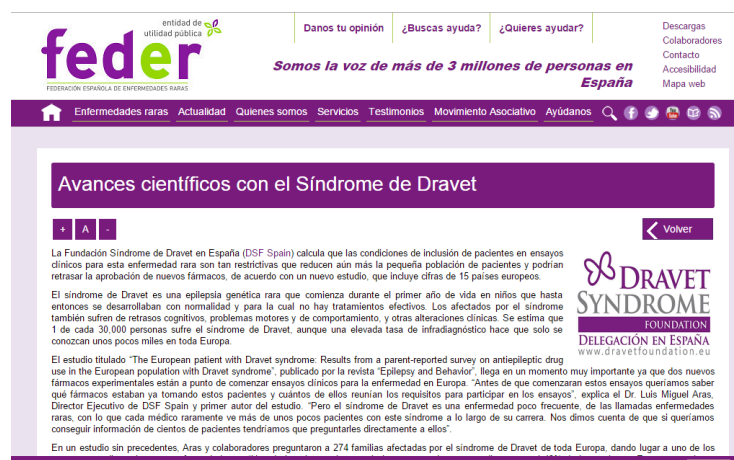 entidad de
utilidad pública
feder
FEDERACIÓN ESPAÑOLA DE ENFERMEDADES RARAS
Danos tu opinión ¿Buscas ayuda? ¿Quieres ayudar?
Descargas
Colaboradores
Contacto
Accesibilidad
Mapa web
Somos la voz de más de 3 millones de personas en
España
Enfermedades raras Actualidad Quienes somos Servicios Testimonios Movimiento Asociativo Ayúdanos
Avances científicos con el Síndrome de Dravet
+ A -
Volver
La Fundación Síndrome de Dravet en España (DSF Spain) calcula que las condiciones de inclusión de pacientes en ensayos
clínicos para esta enfermedad rara son tan restrictivas que reducen aún más la pequeña población de pacientes y podrían
retrasar la aprobación de nuevos fármacos, de acuerdo con un nuevo estudio, que incluye cifras de 15 países europeos.
El síndrome de Dravet es una epilepsia genética rara que comienza durante el primer año de vida en niños que hasta
entonces se desarrollaban con normalidad y para la cual no hay tratamientos efectivos. Los afectados por el síndrome
también sufren de retrasos cognitivos, problemas motores y de comportamiento, y otras alteraciones clínicas. Se estima que
1 de cada 30,000 personas sufre el síndrome de Dravet, aunque una elevada tasa de infradiagnóstico hace que solo se
conozcan unos pocos miles en toda Europa.
DRAVET
SYNDROME
FOUNDATION
DELEGACIÓN EN ESPAÑA
www.dravetfoundation.eu
El estudio titulado "The European patient with Dravet syndrome: Results from a parent-reported survey on antiepileptic drug
use in the European population with Dravet syndrome", publicado por la revista "Epilepsy and Behavior", llega en un momento muy importante ya que dos nuevos
fármacos experimentales están a punto de comenzar ensayos clínicos para la enfermedad en Europa. "Antes de que comenzaran estos ensayos queríamos saber
qué fármacos estaban ya tomando estos pacientes y cuántos de ellos reunían los requisitos para participar en los ensayos", explica el Dr. Luis Miguel Aras,
Director Ejecutivo de DSF Spain y primer autor del estudio. "Pero el síndrome de Dravet es una enfermedad poco frecuente, de las llamadas enfermedades
raras, con lo que cada médico raramente ve más de unos pocos pacientes con este síndrome a lo largo de su carrera. Nos dimos cuenta de que si queríamos
conseguir información de cientos de pacientes tendríamos que preguntarles directamente a ellos".
En un estudio sin precedentes, Aras y colaboradores preguntaron a 274 familias afectadas por el síndrome de Dravet de toda Europa, dando lugar a uno de los